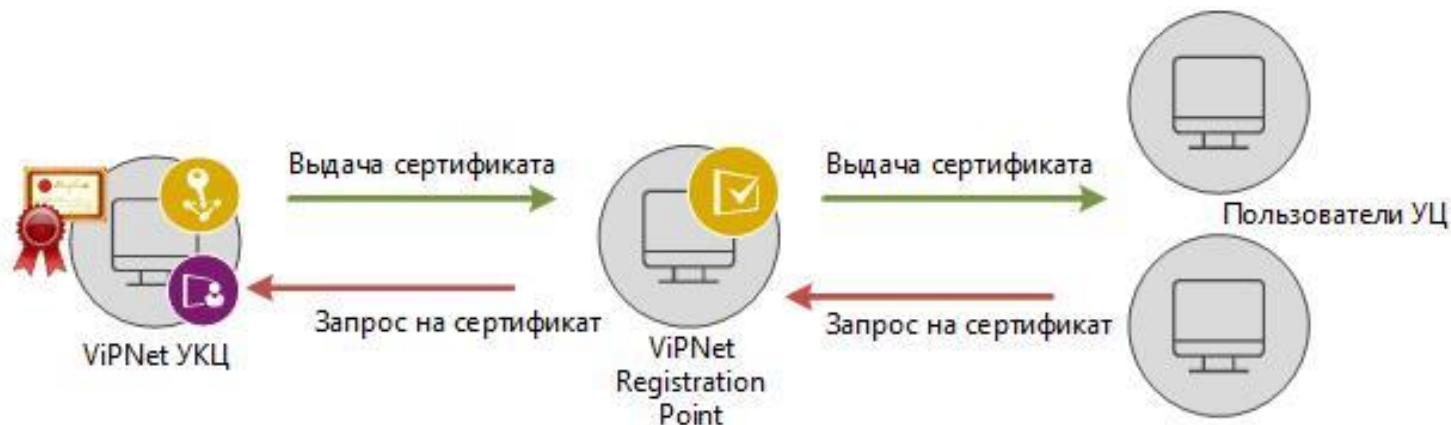 Выдача сертификата
Выдача сертификата
Пользователи УЦ
Запрос на сертификат
Запрос на сертификат
ViPNet УКЦ
ViPNet
Registration
Point